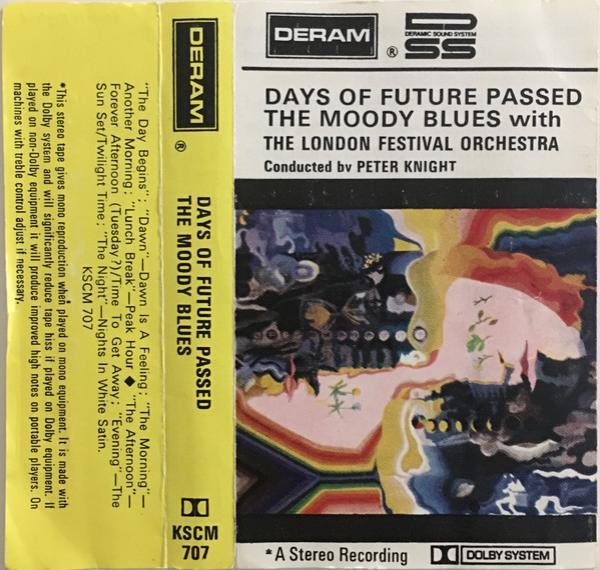 DERAM
®
DSS
DERAMIC SOUND SYSTEM
DAYS OF FUTURE PASSED
THE MOODY BLUES with
THE LONDON FESTIVAL ORCHESTRA
Conducted by PETER KNIGHT
*A Stereo Recording
DOLBY SYSTEM
DERAM
®
DAYS OF FUTURE PASSED
THE MOODY BLUES
KSCM
707
"The Day Begins"; "Dawn"—Dawn Is A Feeling; "The Morning"—
Another Morning; "Lunch Break"—Peak Hour ◆ "The Afternoon"—
Forever Afternoon (Tuesday?)/Time To Get Away; "Evening"—The
Sun Set/Twilight Time; "The Night"—Nights In White Satin.
KSCM 707
*This stereo tape gives mono reproduction when played on mono equipment. It is made with
the Dolby system and will significantly reduce tape hiss if played on Dolby equipment. If
played on non-Dolby equipment it will produce improved high notes on portable players. On
machines with treble control adjust if necessary.